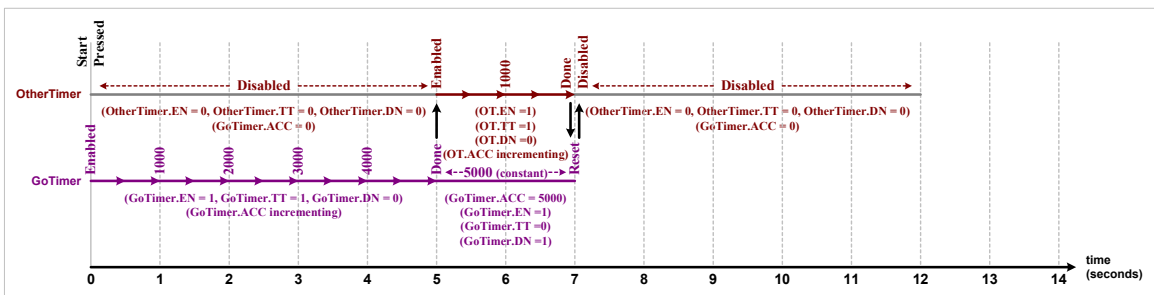 Start
Pressed
Enabled
Done
Disabled
1000
Disabled
Disabled
OtherTimer
(OtherTimer.EN = 0, OtherTimer.TT = 0, OtherTimer.DN = 0)
(GoTimer.ACC = 0)
(OT.EN =1)
(OT.TT =1)
(OT.DN =0)
(OT.ACC incrementing)
(OtherTimer.EN = 0, OtherTimer.TT = 0, OtherTimer.DN = 0)
(GoTimer.ACC = 0)
Enabled
1000
2000
3000
4000
Done
5000 (constant)
Reset
GoTimer
(GoTimer.EN = 1, GoTimer.TT = 1, GoTimer.DN = 0)
(GoTimer.ACC incrementing)
(GoTimer.ACC = 5000)
(GoTimer.EN =1)
(GoTimer.TT =0)
(GoTimer.DN =1)
time
(seconds)
0 1 2 3 4 5 6 7 8 9 10 11 12 13 14